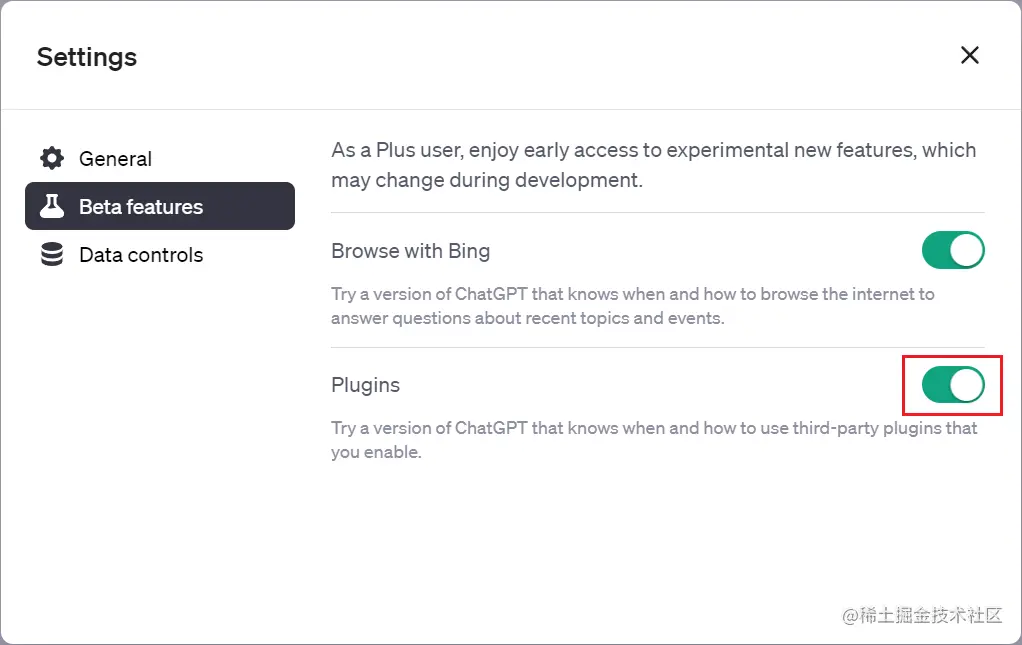 Settings
General
Beta features
Data controls
As a Plus user, enjoy early access to experimental new features, which
may change during development.
Browse with Bing
Try a version of ChatGPT that knows when and how to browse the internet to
answer questions about recent topics and events.
Plugins
Try a version of ChatGPT that knows when and how to use third-party plugins that
you enable.
@稀土掘金技术社区